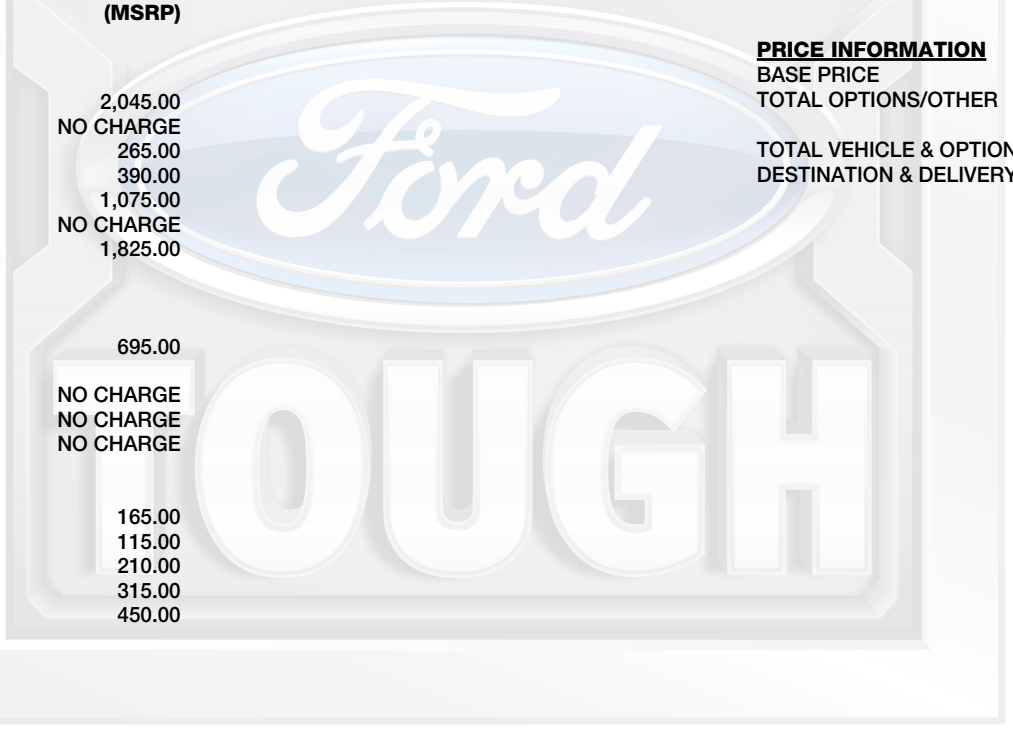 (MSRP)
2,045.00
NO CHARGE
265.00
390.00
1,075.00
NO CHARGE
1,825.00
695.00
NO CHARGE
NO CHARGE
NO CHARGE
165.00
115.00
210.00
315.00
450.00
PRICE INFORMATION
BASE PRICE
TOTAL OPTIONS/OTHER
TOTAL VEHICLE & OPTION
DESTINATION & DELIVERY
Ford
TOUGH